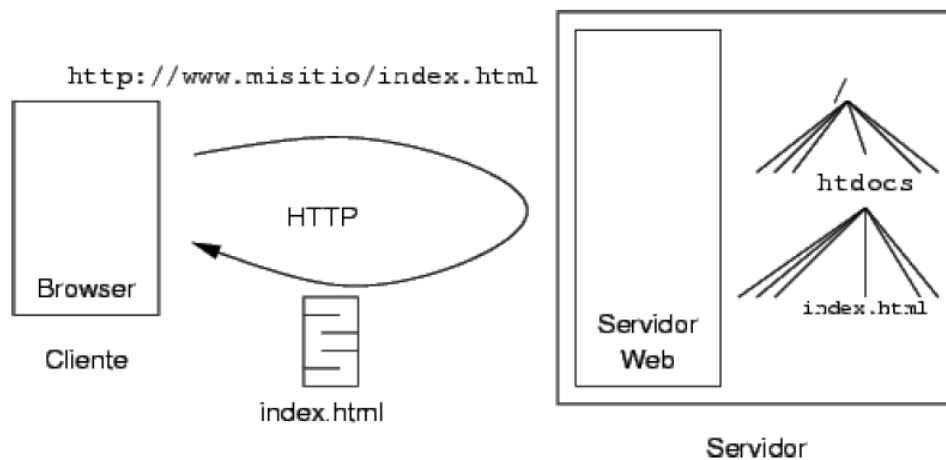 http://www.misitio/index.html
/
htdocs
HTTP
Browser
index.html
Servidor
Web
Cliente
index.html
Servidor